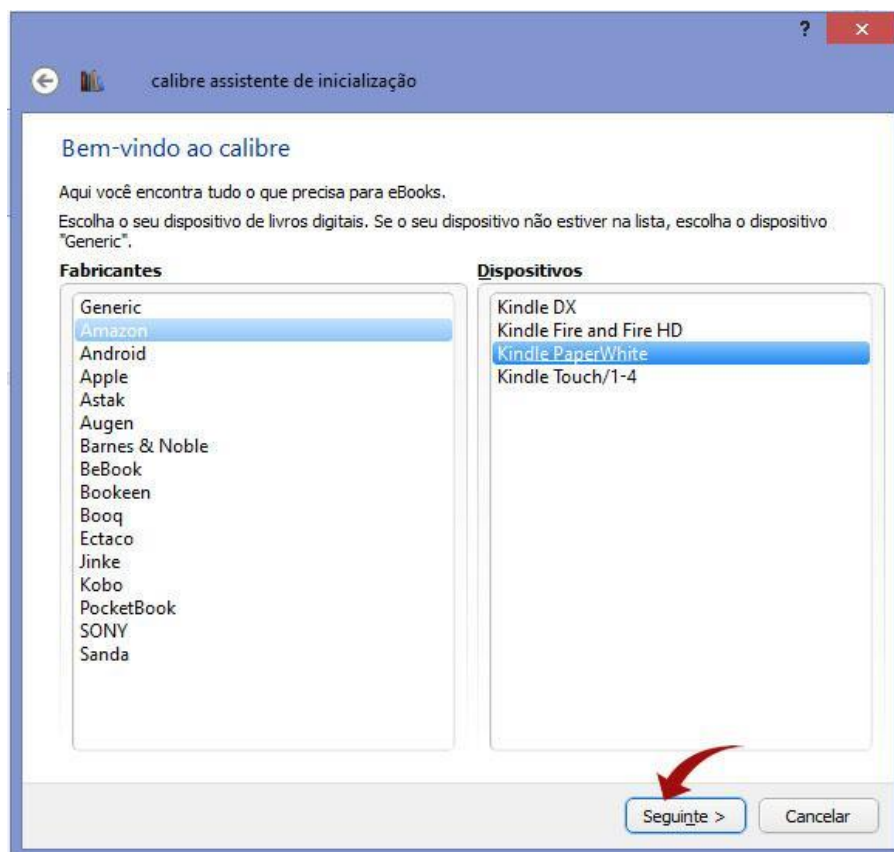 ?
calibre assistente de inicialização
Bem-vindo ao calibre
Aqui você encontra tudo o que precisa para eBooks.
Escolha o seu dispositivo de livros digitais. Se o seu dispositivo não estiver na lista, escolha o dispositivo
"Generic".
Fabricantes
Generic
Amazon
Android
Apple
Astak
Augen
Barnes & Noble
BeBook
Bookeen
Booq
Ectaco
Jinke
Kobo
PocketBook
SONY
Sanda
Dispositivos
Kindle DX
Kindle Fire and Fire HD
Kindle PaperWhite
Kindle Touch/1-4
Seguinte >
Cancelar